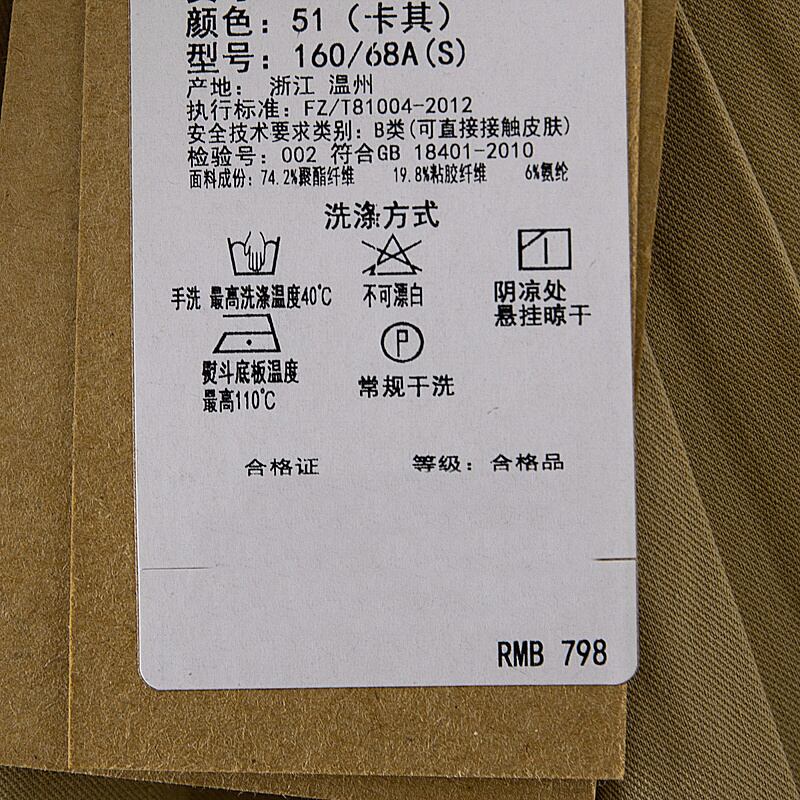 颜色：51（卡其）
型号：160/68A(S)
产地： 浙江 温州
执行标准：FZ/T81004-2012
安全技术要求类别：B类(可直接接触皮肤)
检验号：002 符合GB 18401-2010
面料成份：74.2%聚酯纤维 19.8%粘胶纤维 6%氨纶
洗涤方式
手洗 最高洗涤温度40℃
不可漂白
阴凉处
悬挂晾干
P
熨斗底板温度
最高110℃
常规干洗
合格证 等级：合格品
RMB 798